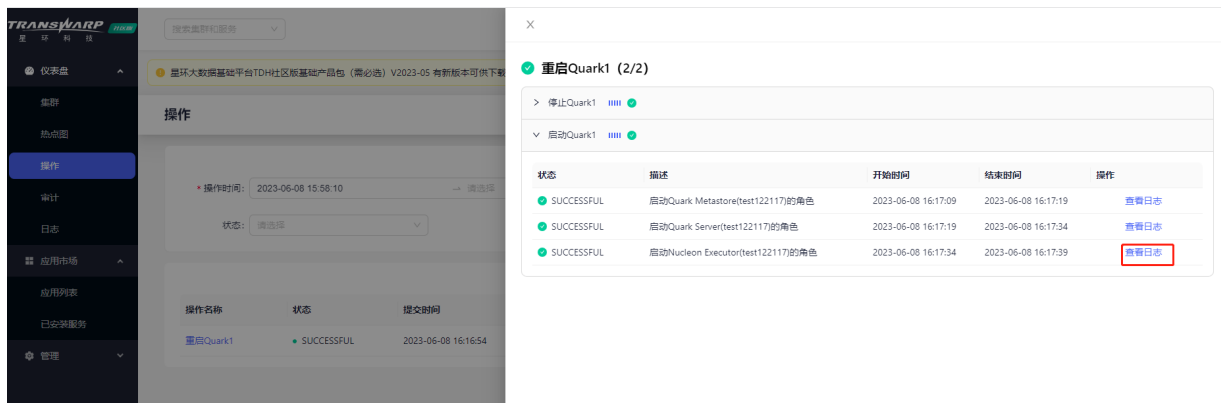 TRANSWARP 社区版
星环科技
搜索集群和服务
仪表盘
集群
热点图
操作
审计
日志
应用市场
应用列表
已安装服务
管理
星环大数据基础平台TDH社区版基础产品包（需必选）V2023-05 有新版本可供下载
操作
* 操作时间: 2023-06-08 15:58:10 → 请选择
状态: 请选择
操作名称 状态 提交时间
重启Quark1 SUCCESSFUL 2023-06-08 16:16:54
重启Quark1 (2/2)
停止Quark1
启动Quark1
状态 描述 开始时间 结束时间 操作
SUCCESSFUL 启动Quark Metastore(test122117)的角色 2023-06-08 16:17:09 2023-06-08 16:17:19 查看日志
SUCCESSFUL 启动Quark Server(test122117)的角色 2023-06-08 16:17:19 2023-06-08 16:17:34 查看日志
SUCCESSFUL 启动Nucleon Executor(test122117)的角色 2023-06-08 16:17:34 2023-06-08 16:17:39 查看日志